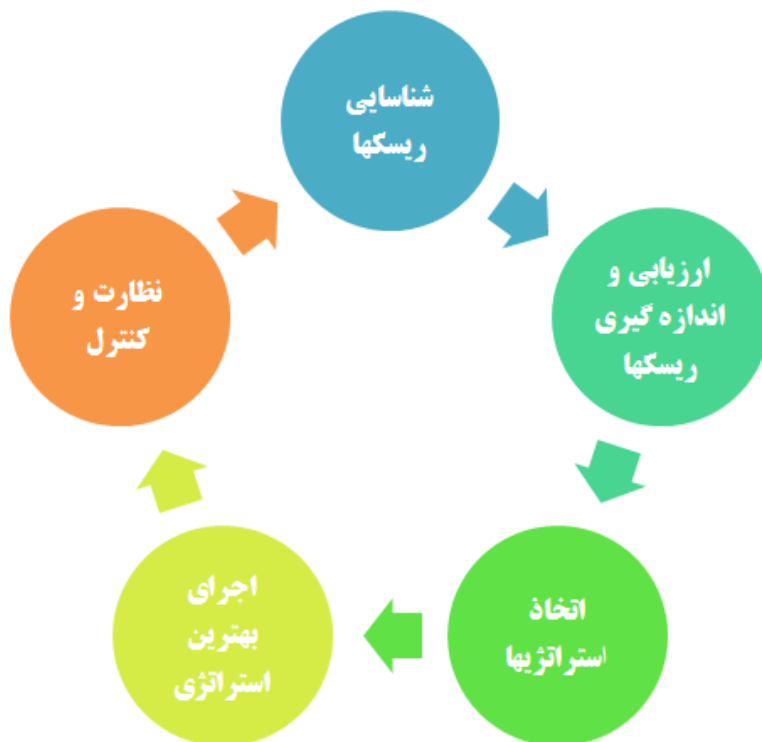 شناسایی
ریسکها
ارزیابی و
اندازه گیری
ریسکها
اتخاذ
استراتژیها
اجرای
بهترین
استراتژی
نظارت و
کنترل